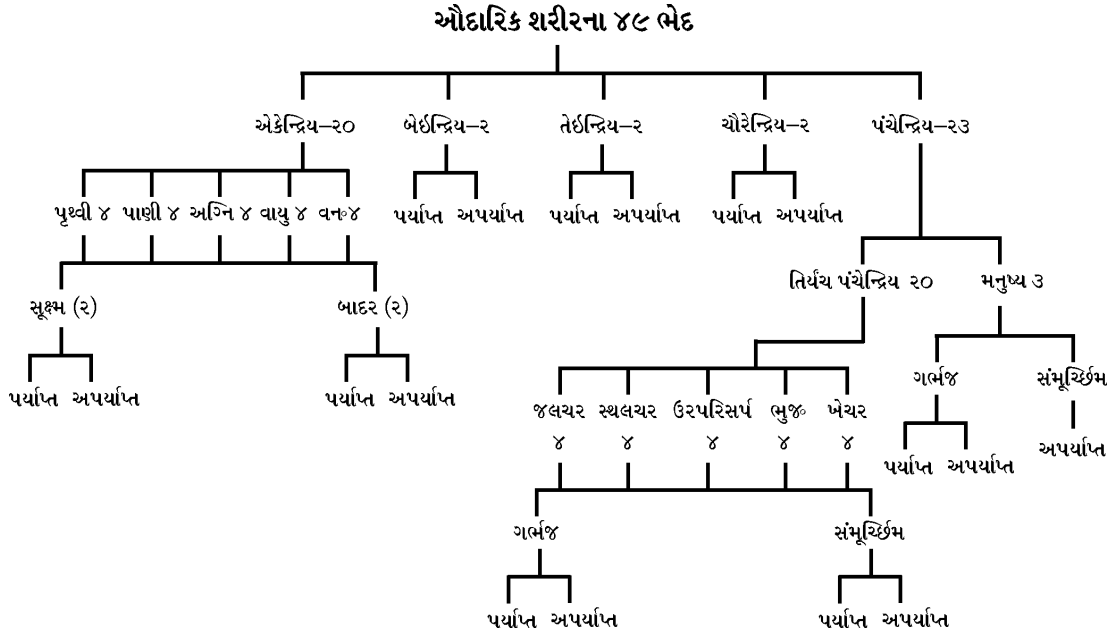 ઔદારિક શરીરના ૪૯ ભેદ
એકેન્દ્રિય–૨૦ બેઇન્દ્રિય–૨ તેઇન્દ્રિય–૨ ચૌરેન્દ્રિય–૨ પંચેન્દ્રિય–૨૩
પૃથ્વી ૪ પાણી ૪ અગ્નિ ૪ વાયુ ૪ વન૰૪ પર્યાપ્ત અપર્યાપ્ત પર્યાપ્ત અપર્યાપ્ત પર્યાપ્ત અપર્યાપ્ત
તિર્યંચ પંચેન્દ્રિય ૨૦ મનુષ્ય ૩
સૂક્ષ્મ (૨) બાદર (૨)
ગર્ભજ સંમૂર્ચ્છિમ
પર્યાપ્ત અપર્યાપ્ત પર્યાપ્ત અપર્યાપ્ત
જલચર સ્થલચર ઉરપરિસર્પ ભુજ૰ ખેચર
૪ ૪ ૪ ૪ ૪
અપર્યાપ્ત
પર્યાપ્ત અપર્યાપ્ત
ગર્ભજ સંમૂર્ચ્છિમ
પર્યાપ્ત અપર્યાપ્ત પર્યાપ્ત અપર્યાપ્ત